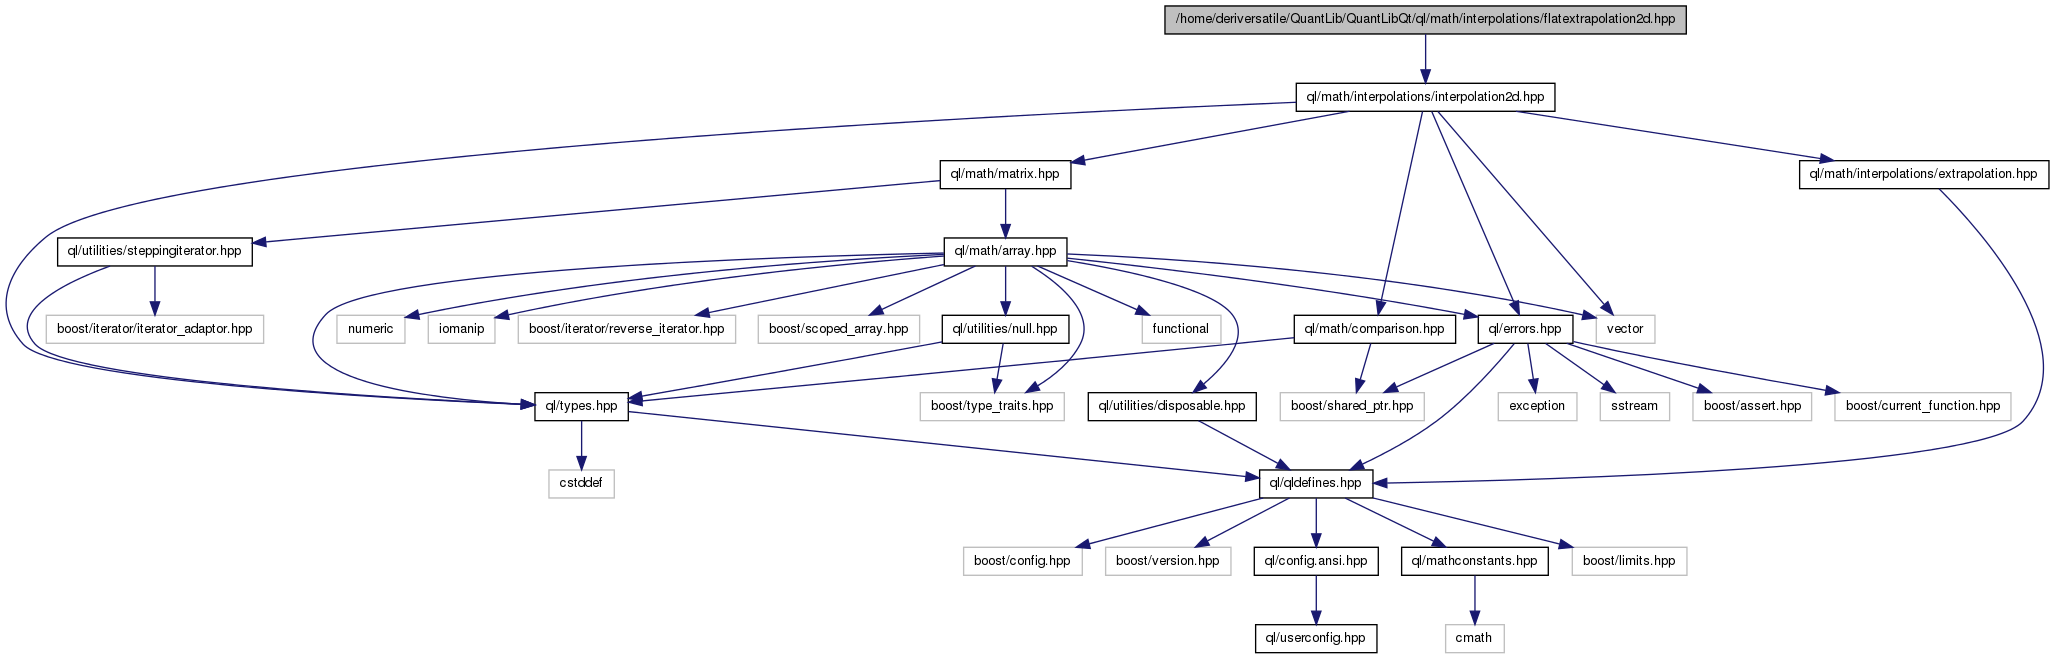 /home/deriversatile/QuantLib/QuantLibQt/ql/math/interpolations/flatextrapolation2d.hpp
ql/math/interpolations/interpolation2d.hpp
ql/math/matrix.hpp
ql/math/interpolations/extrapolation.hpp
ql/utilities/steppingiterator.hpp
ql/math/array.hpp
boost/iterator/iterator_adaptor.hpp
numeric
iomanip
boost/iterator/reverse_iterator.hpp
boost/scoped_array.hpp
ql/utilities/null.hpp
functional
ql/math/comparison.hpp
ql/errors.hpp
vector
ql/types.hpp
boost/type_traits.hpp
ql/utilities/disposable.hpp
boost/shared_ptr.hpp
exception
sstream
boost/assert.hpp
boost/current_function.hpp
cstddef
ql/qldefines.hpp
boost/config.hpp
boost/version.hpp
ql/config.ansi.hpp
ql/mathconstants.hpp
boost/limits.hpp
ql/userconfig.hpp
cmath